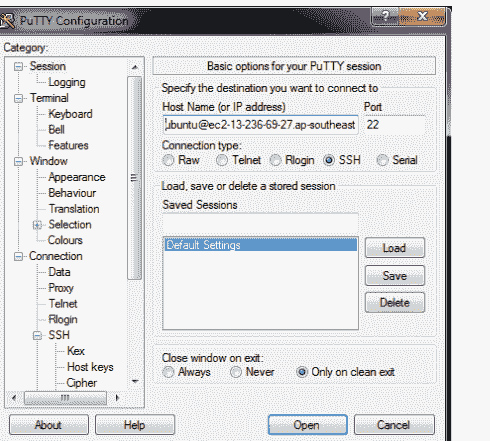 PuTTY Configuration
Category:
Session
Logging
Terminal
Keyboard
Bell
Features
Window
Appearance
Behaviour
Translation
Selection
Colours
Connection
Data
Proxy
Telnet
Rlogin
SSH
Kex
Host keys
Cipher
Basic options for your PuTTY session
Specify the destination you want to connect to
Host Name (or IP address) Port
ubuntu@ec2-13-236-69-27.ap-southeast 22
Connection type:
Raw Telnet Rlogin SSH Serial
Load, save or delete a stored session
Saved Sessions
Default Settings
Load
Save
Delete
Close window on exit:
Always Never Only on clean exit
About Help Open Cancel